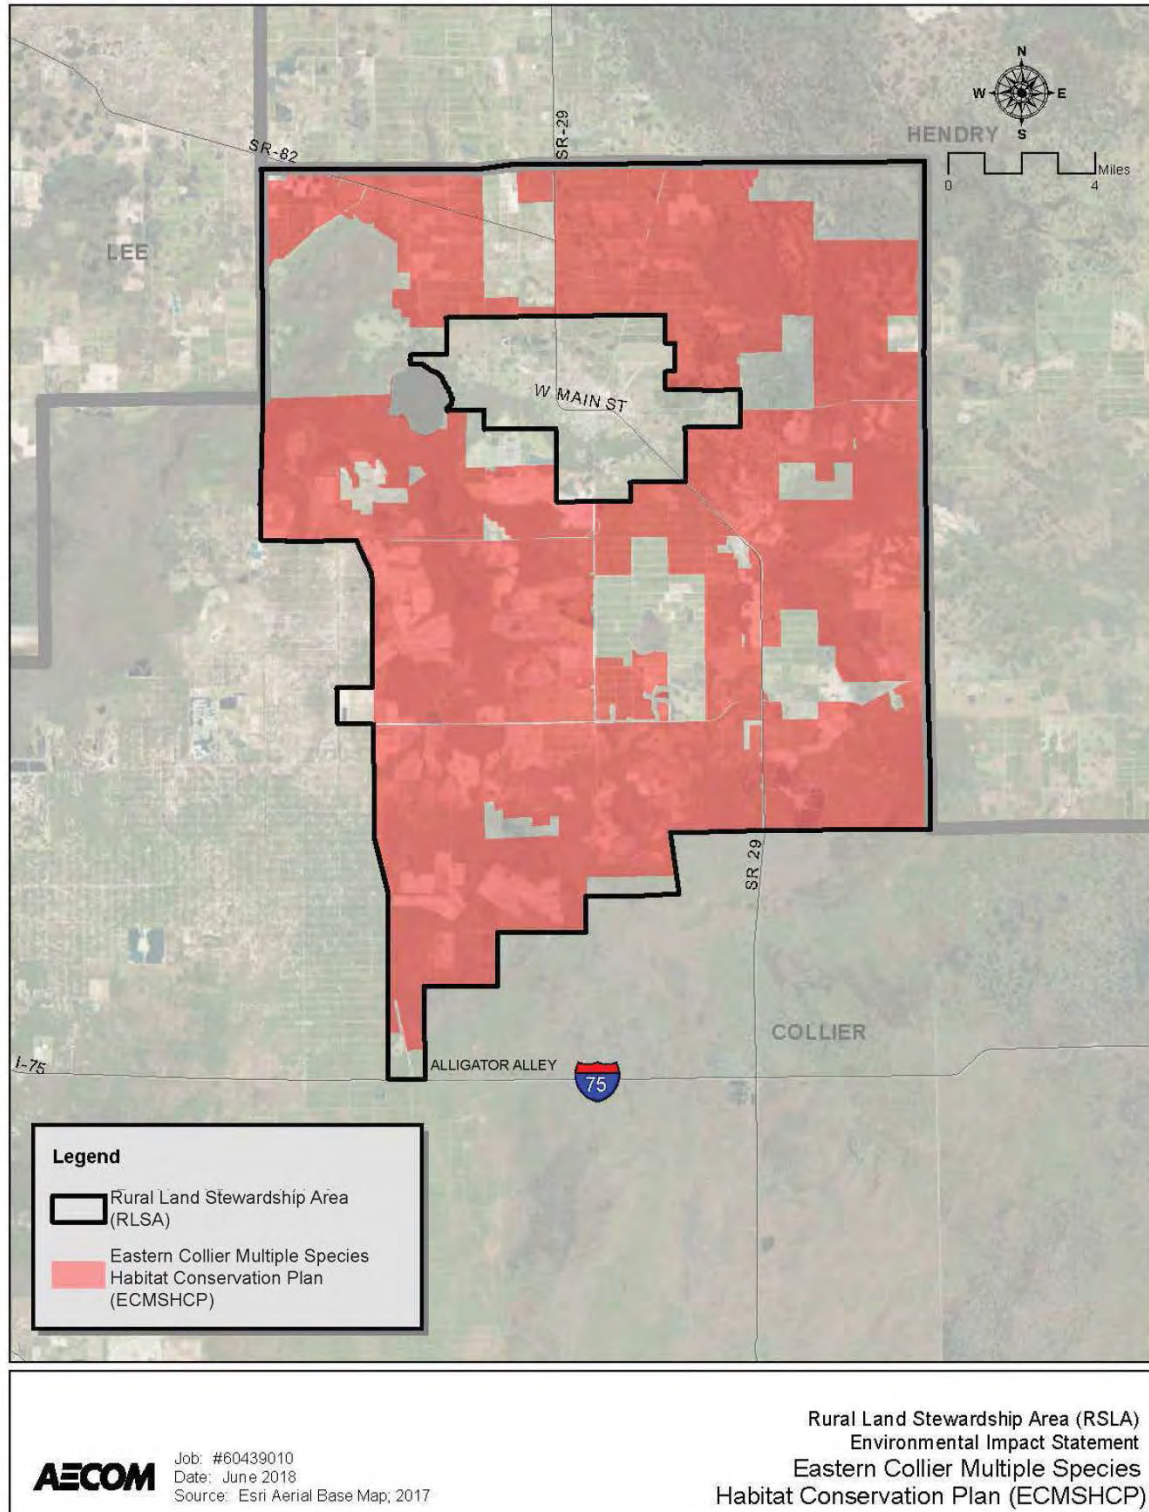 N
W E
S
HENDRY
0 4 Miles
SR-82
SR-29
LEE
W MAIN ST
SR 29
COLLIER
I-75
ALLIGATOR ALLEY
75
Legend
Rural Land Stewardship Area
(RLSA)
Eastern Collier Multiple Species
Habitat Conservation Plan
(ECMSHCP)
AECOM
Job: #60439010
Date: June 2018
Source: Esri Aerial Base Map; 2017
Rural Land Stewardship Area (RSLA)
Environmental Impact Statement
Eastern Collier Multiple Species
Habitat Conservation Plan (ECMSHCP)